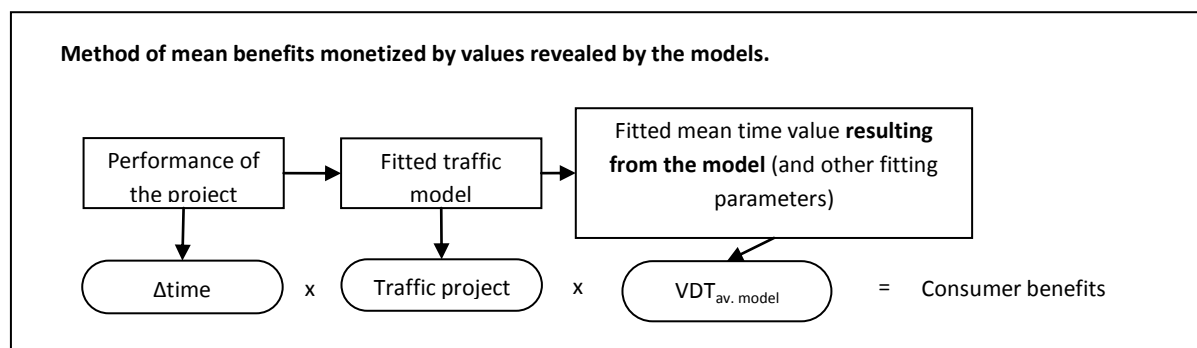 Method of mean benefits monetized by values revealed by the models.
Performance of
the project
Fitted traffic
model
Fitted mean time value resulting
from the model (and other fitting
parameters)
Δtime x Traffic project x VDTav. model = Consumer benefits